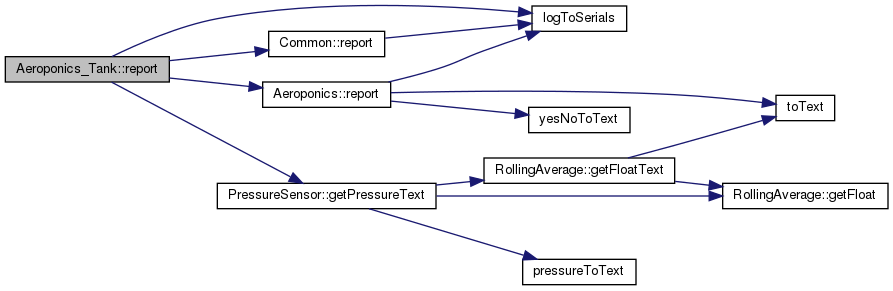 logToSerials
Common::report
Aeroponics_Tank::report
Aeroponics::report
toText
yesNoToText
RollingAverage::getFloatText
PressureSensor::getPressureText
RollingAverage::getFloat
pressureToText